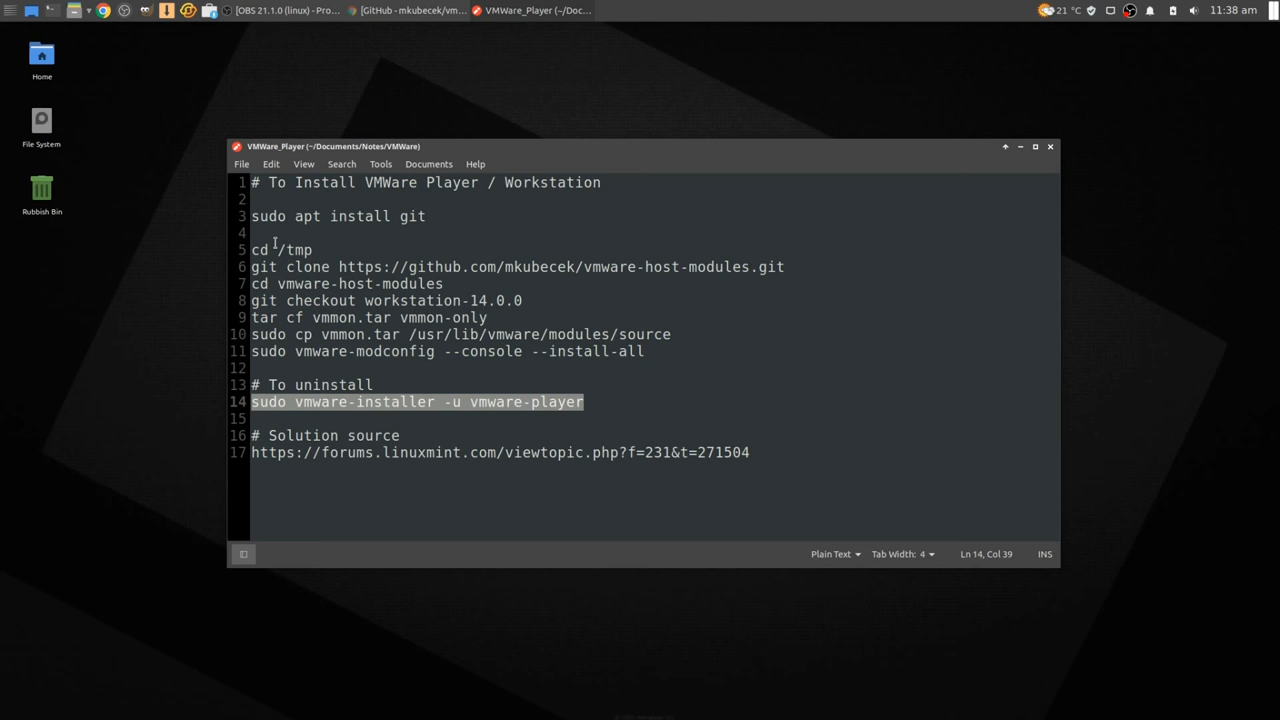 [OBS 21.1.0 (linux) - Pro...
[GitHub - mkubecek/vm...
VMWare_Player (~/Doc...
21 °C
11:38 am
Home
File System
Rubbish Bin
VMWare_Player (~/Documents/Notes/VMWare)
File Edit View Search Tools Documents Help
1 # To Install VMWare Player / Workstation
2
3 sudo apt install git
4
5 cd /tmp
6 git clone https://github.com/mkubecek/vmware-host-modules.git
7 cd vmware-host-modules
8 git checkout workstation-14.0.0
9 tar cf vmmon.tar vmmon-only
10 sudo cp vmmon.tar /usr/lib/vmware/modules/source
11 sudo vmware-modconfig --console --install-all
12
13 # To uninstall
14 sudo vmware-installer -u vmware-player
15
16 # Solution source
17 https://forums.linuxmint.com/viewtopic.php?f=231&t=271504
Plain Text Tab Width: 4 Ln 14, Col 39 INS